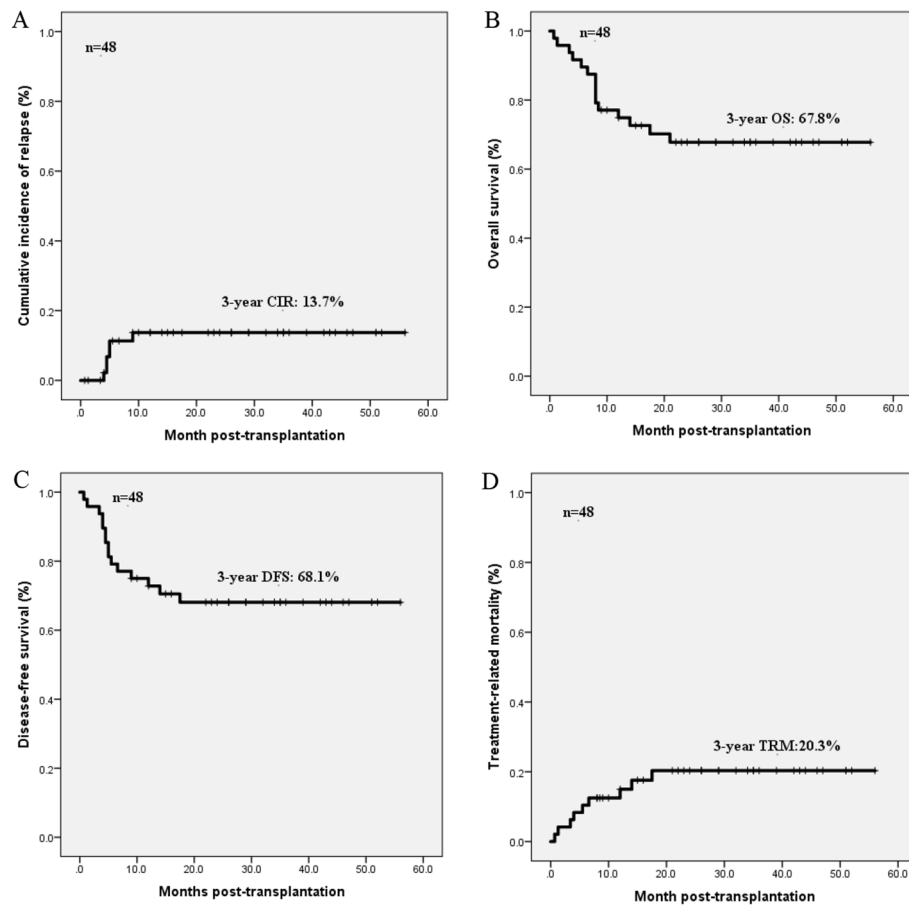 A
Cumulative incidence of relapse (%)
1.0
0.8
0.6
0.4
0.2
0.0
n=48
3-year CIR: 13.7%
.0 10.0 20.0 30.0 40.0 50.0 60.0
Month post-transplantation
B
Overall survival (%)
1.0
0.8
0.6
0.4
0.2
0.0
n=48
3-year OS: 67.8%
.0 10.0 20.0 30.0 40.0 50.0 60.0
Month post-transplantation
C
Disease-free survival (%)
1.0
0.8
0.6
0.4
0.2
0.0
n=48
3-year DFS: 68.1%
.0 10.0 20.0 30.0 40.0 50.0 60.0
Months post-transplantation
D
Treatment-related mortality (%)
1.0
0.8
0.6
0.4
0.2
0.0
n=48
3-year TRM:20.3%
.0 10.0 20.0 30.0 40.0 50.0 60.0
Month post-transplantation